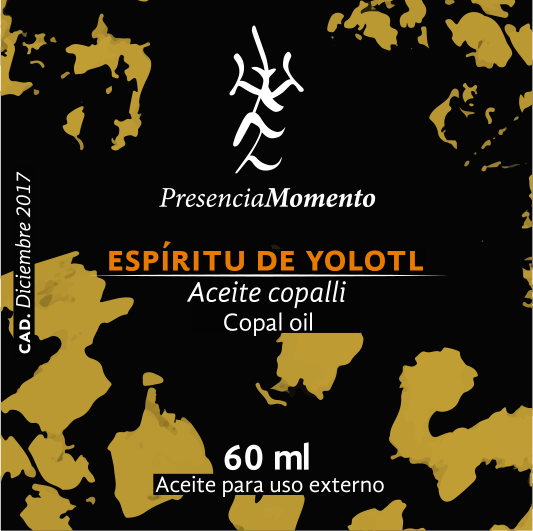 PresenciaMomento
CAD. Diciembre 2017
ESPÍRITU DE YOLOTL
Aceite copalli
Copal oil
60 ml
Aceite para uso externo